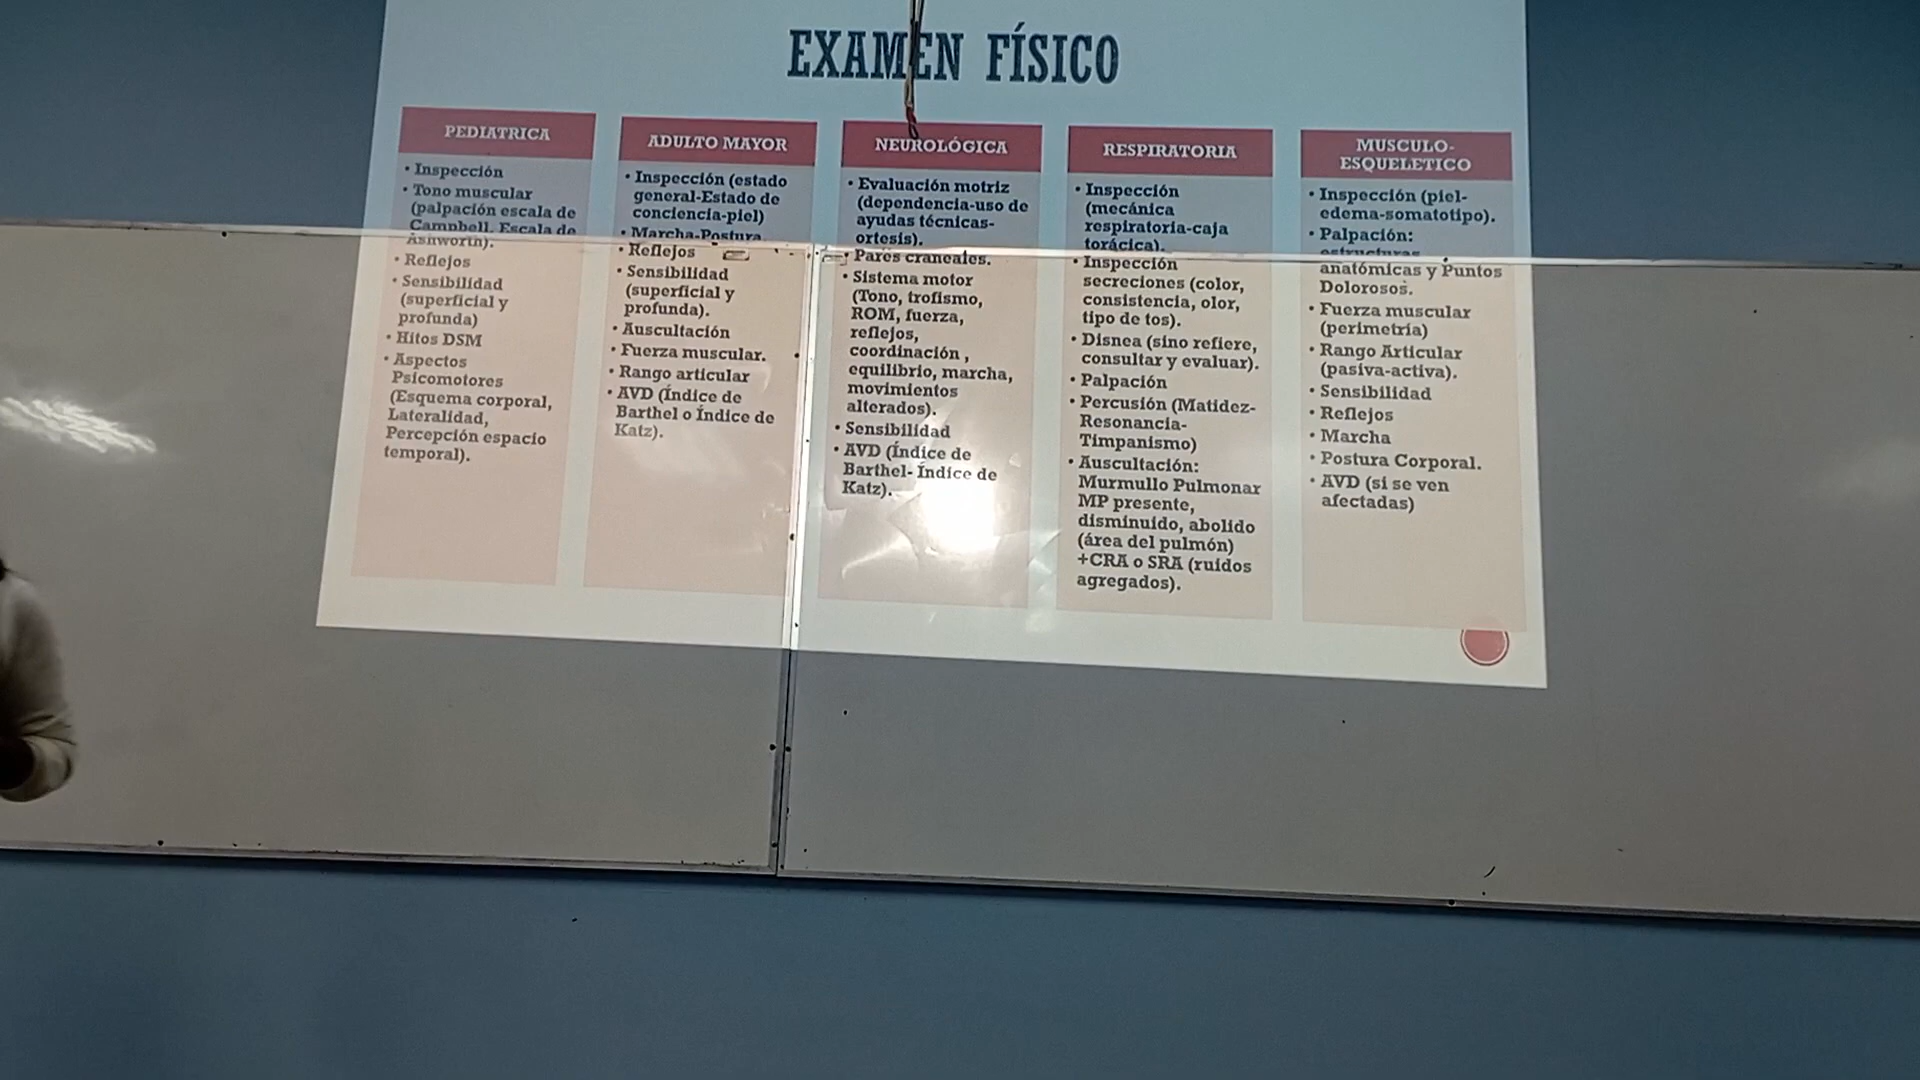 EXAMEN FÍSICO
PEDIATRICA
• Inspección
• Tono muscular
(palpación escala de
Campbell. Escala de
Ashworth).
• Reflejos
• Sensibilidad
(superficial y
profunda)
• Hitos DSM
• Aspectos
Psicomotores
(Esquema corporal,
Lateralidad,
Percepción espacio
temporal).
ADULTO MAYOR
• Inspección (estado
general-Estado de
conciencia-piel)
• Marcha-Postura
• Reflejos
• Sensibilidad
(superficial y
profunda).
• Auscultación
• Fuerza muscular.
• Rango articular
• AVD (Índice de
Barthel o Índice de
Katz).
NEUROLÓGICA
• Evaluación motriz
(dependencia-uso de
ayudas técnicas-
ortesis).
• Pares craneales.
• Sistema motor
(Tono, trofismo,
ROM, fuerza,
reflejos,
coordinación ,
equilibrio, marcha,
movimientos
alterados).
• Sensibilidad
• AVD (Índice de
Barthel- Índice de
Katz).
RESPIRATORIA
• Inspección
(mecánica
respiratoria-caja
torácica).
• Inspección
secreciones (color,
consistencia, olor,
tipo de tos).
• Disnea (sino refiere,
consultar y evaluar).
• Palpación
• Percusión (Matidez-
Resonancia-
Timpanismo)
• Auscultación:
Murmullo Pulmonar
MP presente,
disminuido, abolido
(área del pulmón)
+CRA o SRA (ruidos
agregados).
MUSCULO-
ESQUELETICO
• Inspección (piel-
edema-somatotipo).
• Palpación:
estructuras
anatómicas y Puntos
Dolorosos.
• Fuerza muscular
(perimetría)
• Rango Articular
(pasiva-activa).
• Sensibilidad
• Reflejos
• Marcha
• Postura Corporal.
• AVD (si se ven
afectadas)